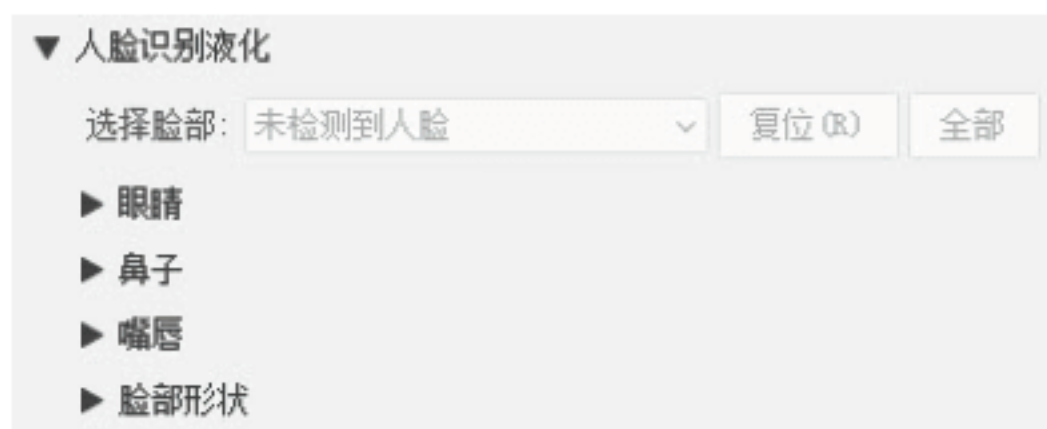 ▼ 人脸识别液化
选择脸部: 未检测到人脸 复位(R) 全部
▶ 眼睛
▶ 鼻子
▶ 嘴唇
▶ 脸部形状